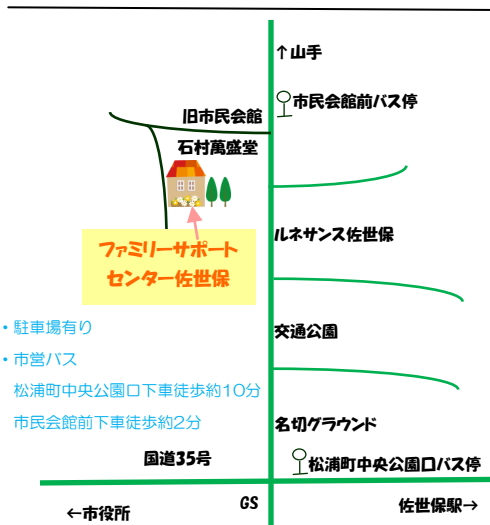 ↑山手
市民会館前バス停
旧市民会館
石村萬盛堂
ルネサンス佐世保
ファミリーサポート
センター佐世保
・駐車場有り
・市営バス
松浦町中央公園口下車徒歩約10分
市民会館前下車徒歩約2分
交通公園
名切グラウンド
国道35号
松浦町中央公園口バス停
←市役所
GS
佐世保駅→